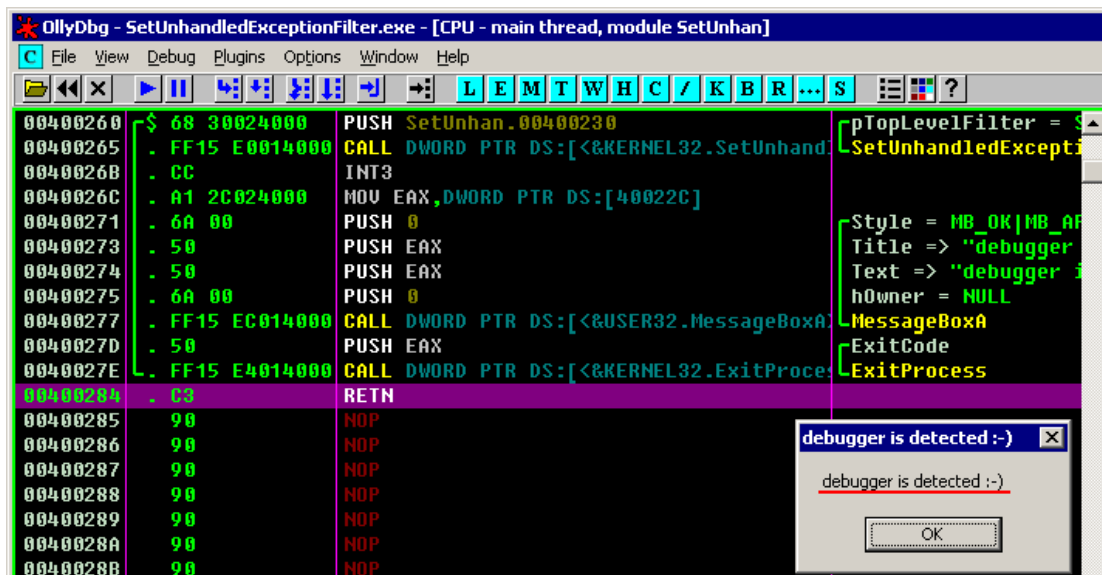 OllyDbg - SetUnhandledExceptionFilter.exe - [CPU - main thread, module SetUnhan]
C File View Debug Plugins Options Window Help
L E M T W H C / K B R ... S ?
00400260 $ 68 30024000 PUSH SetUnhan.00400230 pTopLevelFilter = S
00400265 . FF15 E0014000 CALL DWORD PTR DS:[<&KERNEL32.SetUnhandl SetUnhandledExcepti
0040026B . CC INT3
0040026C . A1 2C024000 MOV EAX,DWORD PTR DS:[40022C]
00400271 . 6A 00 PUSH 0 Style = MB_OK|MB_AP
00400273 . 50 PUSH EAX Title => "debugger
00400274 . 50 PUSH EAX Text => "debugger i
00400275 . 6A 00 PUSH 0 hOwner = NULL
00400277 . FF15 EC014000 CALL DWORD PTR DS:[<&USER32.MessageBoxA> MessageBoxA
0040027D . 50 PUSH EAX ExitCode
0040027E . FF15 E4014000 CALL DWORD PTR DS:[<&KERNEL32.ExitProces ExitProcess
00400284 . C3 RETN
00400285 90 NOP
00400286 90 NOP
00400287 90 NOP
00400288 90 NOP
00400289 90 NOP
0040028A 90 NOP
0040028B 90 NOP
debugger is detected :-)
debugger is detected :-)
OK